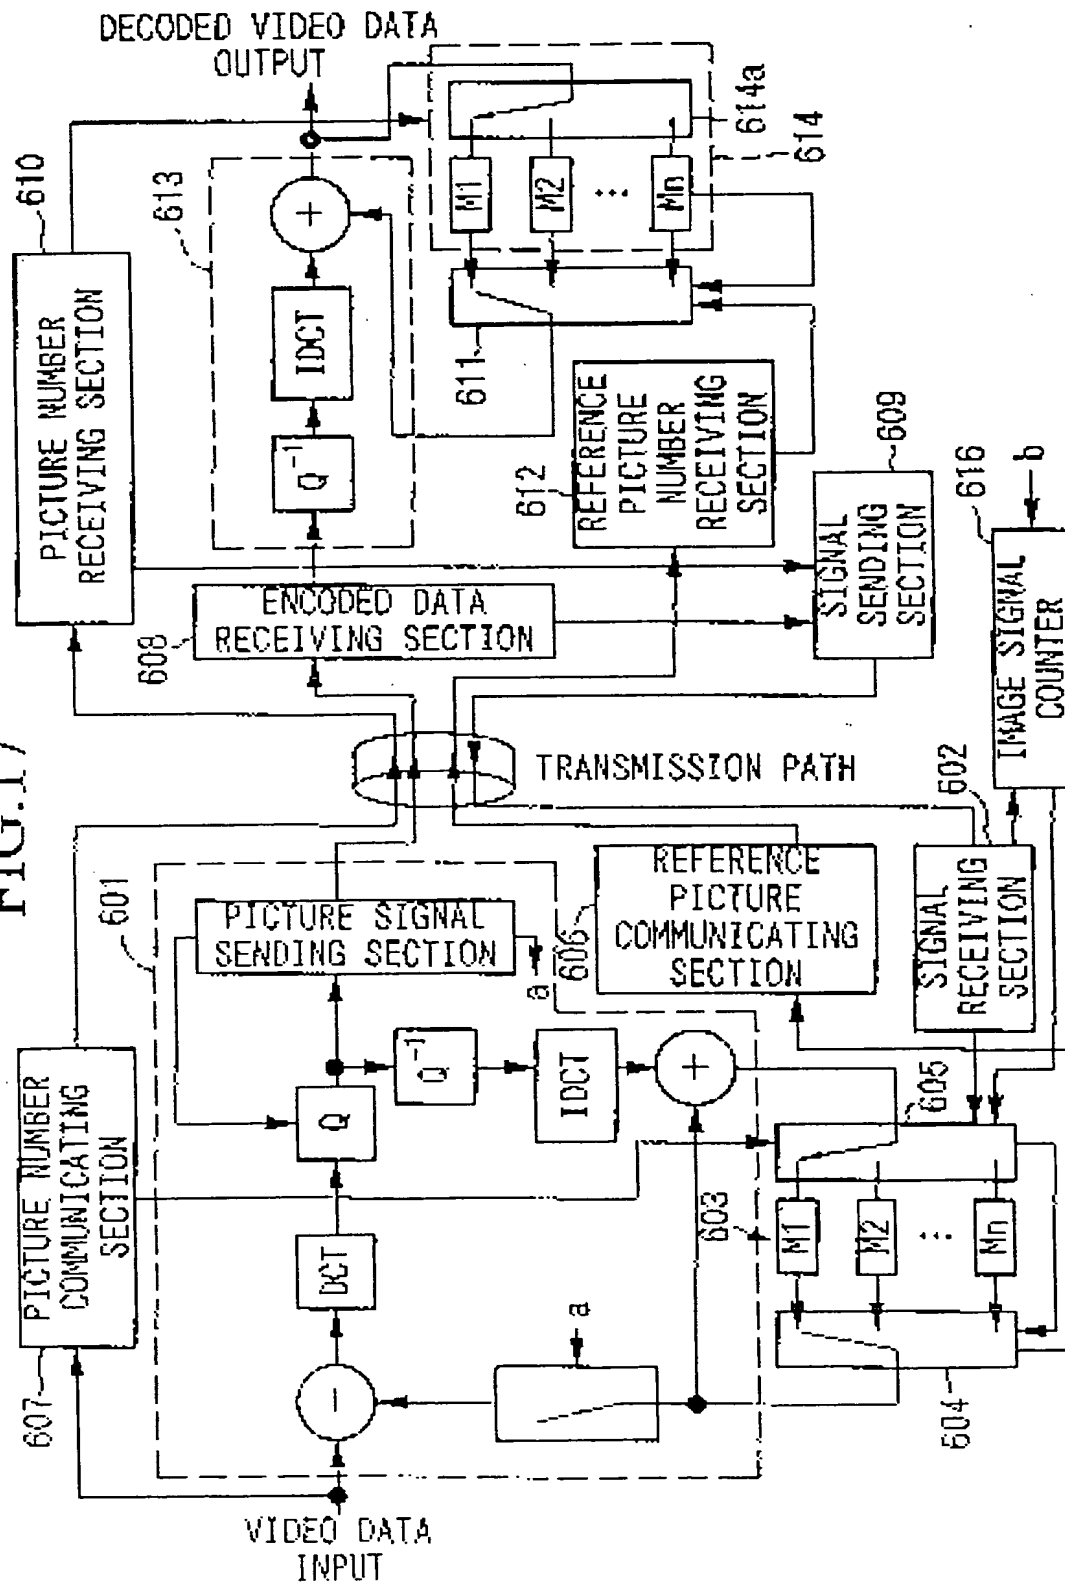 FIG.17
DECODED VIDEO DATA
OUTPUT
610
PICTURE NUMBER
RECEIVING SECTION
613
Q⁻¹
IDCT
+
M1
M2
...
Mn
614a
614
611
REFERENCE
PICTURE
NUMBER
RECEIVING
SECTION
612
608
ENCODED DATA
RECEIVING SECTION
SIGNAL
SENDING
SECTION
609
616
IMAGE SIGNAL
COUNTER
b
TRANSMISSION PATH
602
SIGNAL
RECEIVING
SECTION
601
PICTURE SIGNAL
SENDING SECTION
a
606
REFERENCE
PICTURE
COMMUNICATING
SECTION
PICTURE NUMBER
COMMUNICATING
SECTION
607
Q
Q⁻¹
IDCT
+
DCT
−
a
603
605
M1
M2
...
Mn
604
VIDEO DATA
INPUT